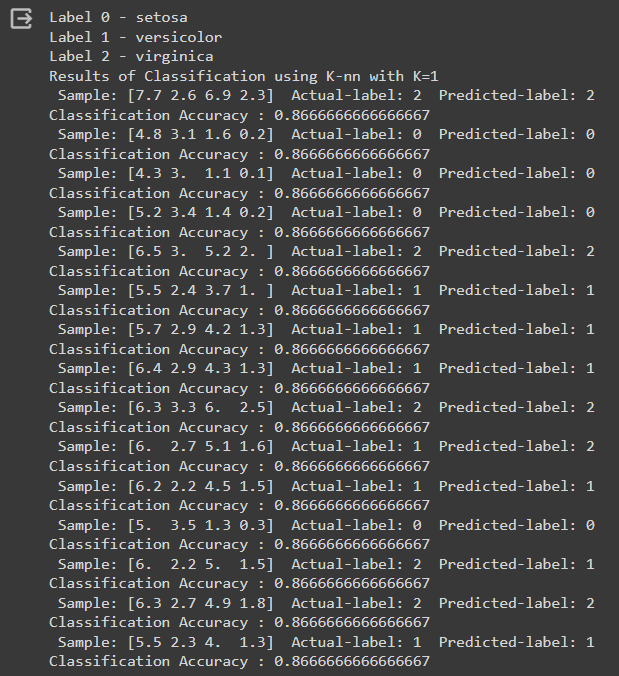 Label 0 - setosa
Label 1 - versicolor
Label 2 - virginica
Results of Classification using K-nn with K=1
Sample: [7.7 2.6 6.9 2.3]  Actual-label: 2  Predicted-label: 2
Classification Accuracy : 0.8666666666666667
Sample: [4.8 3.1 1.6 0.2]  Actual-label: 0  Predicted-label: 0
Classification Accuracy : 0.8666666666666667
Sample: [4.3 3.  1.1 0.1]  Actual-label: 0  Predicted-label: 0
Classification Accuracy : 0.8666666666666667
Sample: [5.2 3.4 1.4 0.2]  Actual-label: 0  Predicted-label: 0
Classification Accuracy : 0.8666666666666667
Sample: [6.5 3.  5.2 2. ]  Actual-label: 2  Predicted-label: 2
Classification Accuracy : 0.8666666666666667
Sample: [5.5 2.4 3.7 1. ]  Actual-label: 1  Predicted-label: 1
Classification Accuracy : 0.8666666666666667
Sample: [5.7 2.9 4.2 1.3]  Actual-label: 1  Predicted-label: 1
Classification Accuracy : 0.8666666666666667
Sample: [6.4 2.9 4.3 1.3]  Actual-label: 1  Predicted-label: 1
Classification Accuracy : 0.8666666666666667
Sample: [6.3 3.3 6.  2.5]  Actual-label: 2  Predicted-label: 2
Classification Accuracy : 0.8666666666666667
Sample: [6.  2.7 5.1 1.6]  Actual-label: 1  Predicted-label: 2
Classification Accuracy : 0.8666666666666667
Sample: [6.2 2.2 4.5 1.5]  Actual-label: 1  Predicted-label: 1
Classification Accuracy : 0.8666666666666667
Sample: [5.  3.5 1.3 0.3]  Actual-label: 0  Predicted-label: 0
Classification Accuracy : 0.8666666666666667
Sample: [6.  2.2 5.  1.5]  Actual-label: 2  Predicted-label: 1
Classification Accuracy : 0.8666666666666667
Sample: [6.3 2.7 4.9 1.8]  Actual-label: 2  Predicted-label: 2
Classification Accuracy : 0.8666666666666667
Sample: [5.5 2.3 4.  1.3]  Actual-label: 1  Predicted-label: 1
Classification Accuracy : 0.8666666666666667